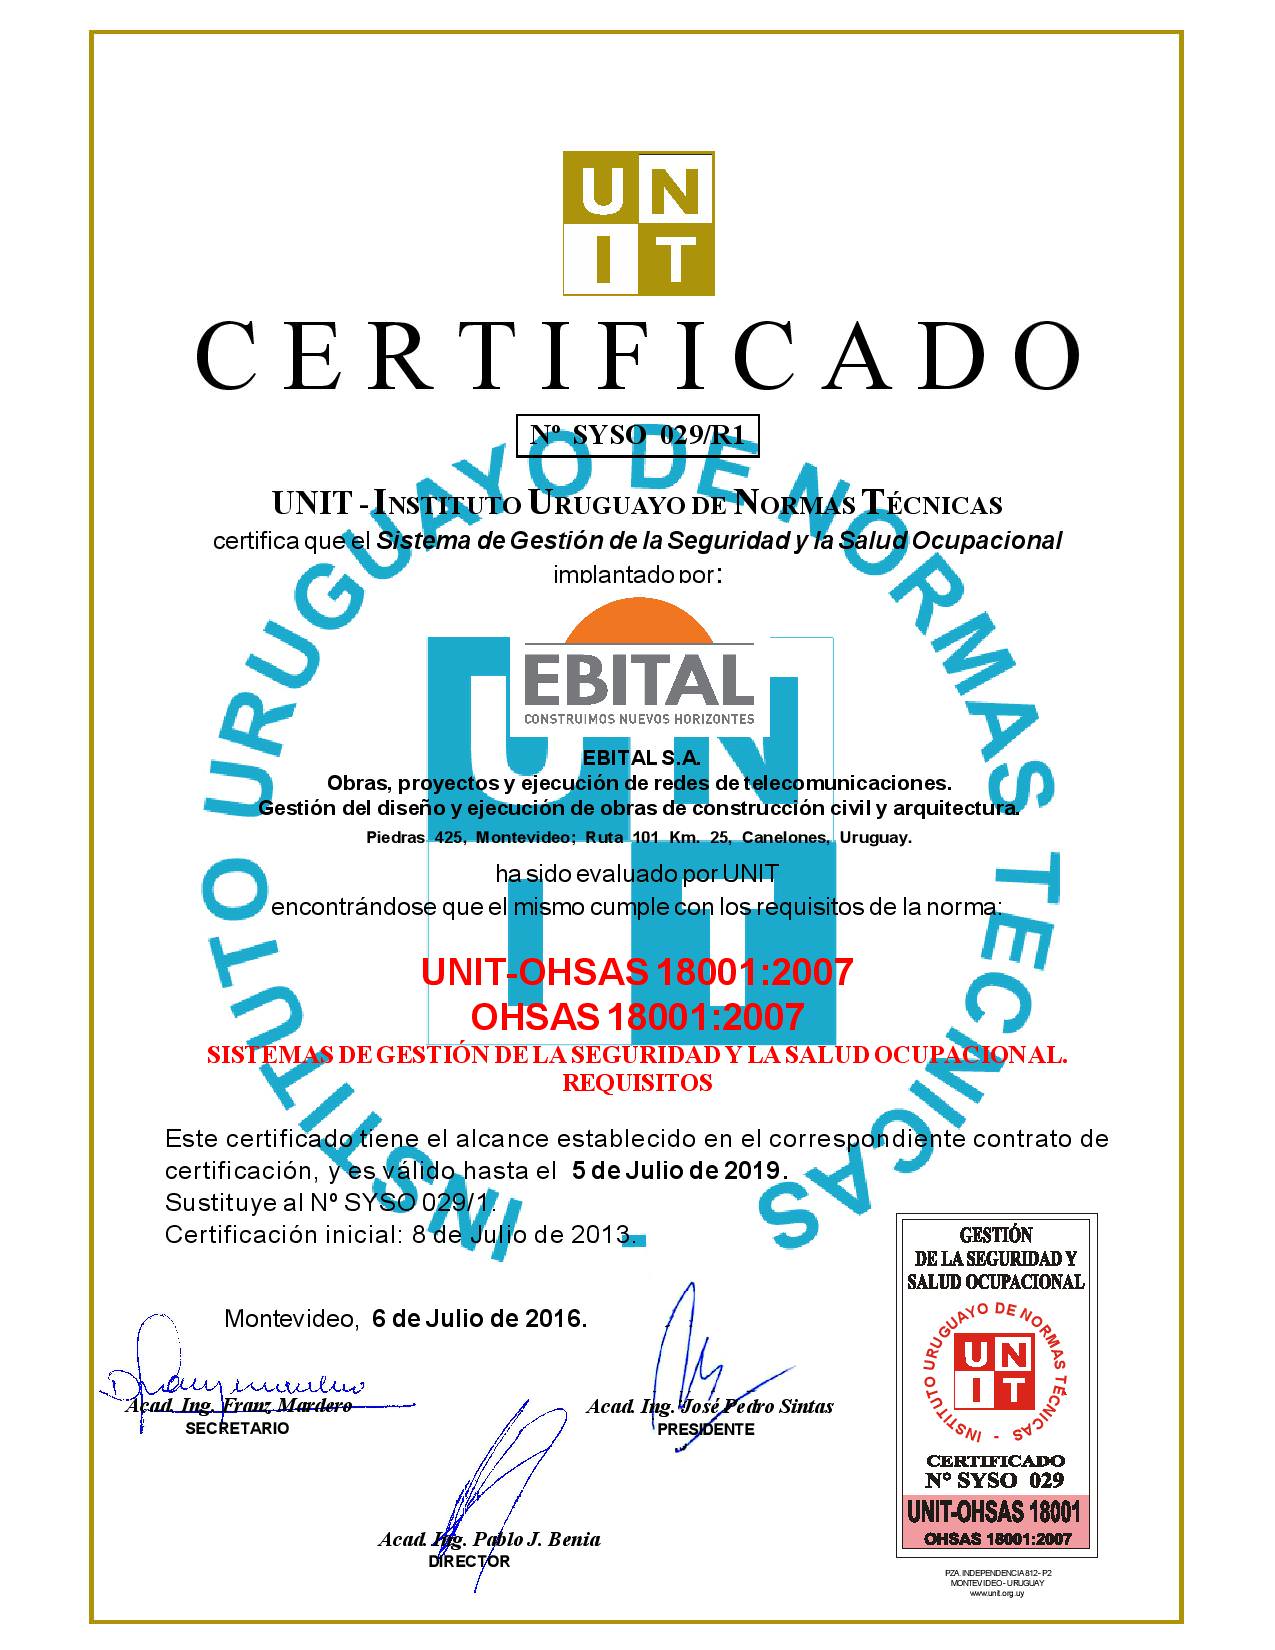 UN
IT
CERTIFICADO
Nº SYSO 029/R1
UNIT - INSTITUTO URUGUAYO DE NORMAS TÉCNICAS
certifica que el Sistema de Gestión de la Seguridad y la Salud Ocupacional
implantado por:
EBITAL
CONSTRUIMOS NUEVOS HORIZONTES
EBITAL S.A.
Obras, proyectos y ejecución de redes de telecomunicaciones.
Gestión del diseño y ejecución de obras de construcción civil y arquitectura.
Piedras 425, Montevideo; Ruta 101 Km. 25, Canelones, Uruguay.
ha sido evaluado por UNIT
encontrándose que el mismo cumple con los requisitos de la norma:
UNIT-OHSAS 18001:2007
OHSAS 18001:2007
SISTEMAS DE GESTIÓN DE LA SEGURIDAD Y LA SALUD OCUPACIONAL.
REQUISITOS
INSTITUTO URUGUAYO DE NORMAS TECNICAS -
UN
IT
Este certificado tiene el alcance establecido en el correspondiente contrato de
certificación, y es válido hasta el 5 de Julio de 2019.
Sustituye al Nº SYSO 029/1.
Certificación inicial: 8 de Julio de 2013.
Montevideo, 6 de Julio de 2016.
Acad. Ing. Franz Mardero
SECRETARIO
Acad. Ing. José Pedro Sintas
PRESIDENTE
Acad. Ing. Pablo J. Benia
DIRECTOR
GESTIÓN
DE LA SEGURIDAD Y
SALUD OCUPACIONAL
INSTITUTO URUGUAYO DE NORMAS TÉCNICAS -
UN
IT
CERTIFICADO
Nº SYSO 029
UNIT-OHSAS 18001
OHSAS 18001:2007
PZA. INDEPENDENCIA 812 - P2
MONTEVIDEO - URUGUAY
www.unit.org.uy